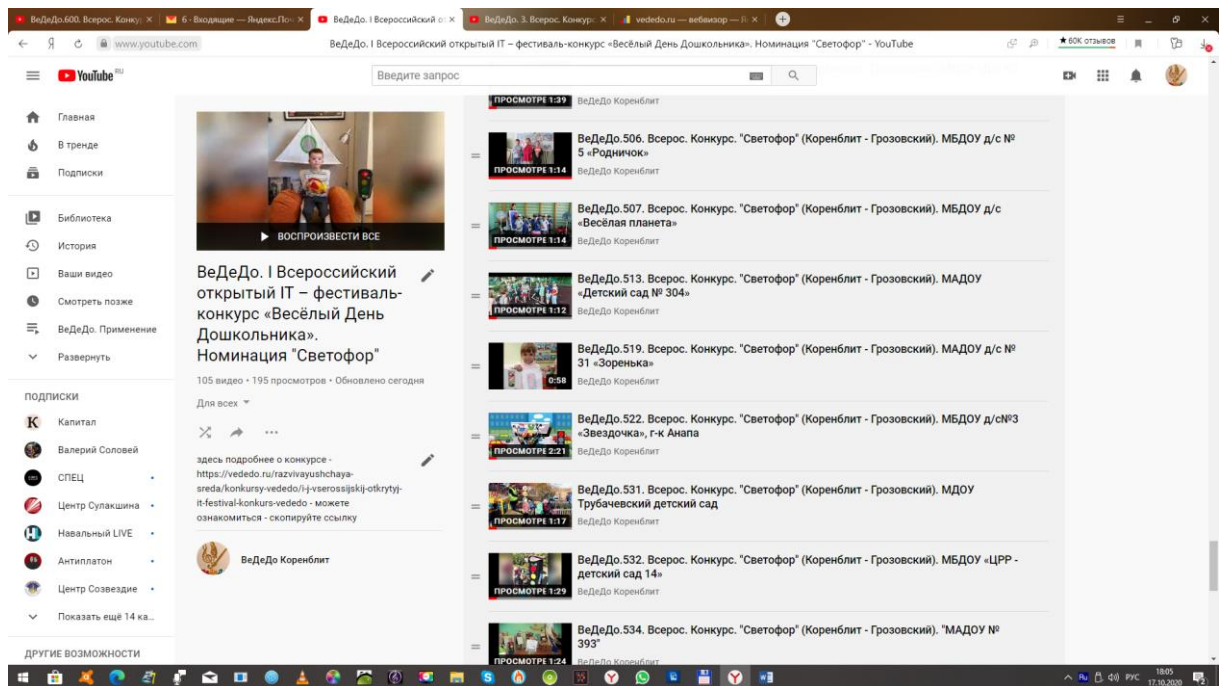 ВеДеДо.600. Всерос. Конку
6 · Входящие — Яндекс.Поч
ВеДеДо. I Всероссийский о
ВеДеДо. 3. Всерос. Конкур
vededo.ru — вебвизор — Я
www.youtube.com
ВеДеДо. I Всероссийский открытый IT – фестиваль-конкурс «Весёлый День Дошкольника». Номинация "Светофор" - YouTube
★ 60K отзывов
YouTube RU
Введите запрос
Главная
В тренде
Подписки
Библиотека
История
Ваши видео
Смотреть позже
ВеДеДо. Применение
Развернуть
ПОДПИСКИ
Капитал
Валерий Соловей
СПЕЦ
Центр Сулакшина
Навальный LIVE
Антиплатон
Центр Созвездие
Показать ещё 14 ка...
ДРУГИЕ ВОЗМОЖНОСТИ
ВОСПРОИЗВЕСТИ ВСЕ
ВеДеДо. I Всероссийский
открытый IT – фестиваль-
конкурс «Весёлый День
Дошкольника».
Номинация "Светофор"
105 видео • 195 просмотров • Обновлено сегодня
Для всех
здесь подробнее о конкурсе -
https://vededo.ru/razvivayushchaya-
sreda/konkursy-vededo/i-j-vserossijskij-otkrytyj-
it-festival-konkurs-vededo - можете
ознакомиться - скопируйте ссылку
ВеДеДо Коренблит
ПРОСМОТРЕ 1:39
ВеДеДо Коренблит
ВеДеДо.506. Всерос. Конкурс. "Светофор" (Коренблит - Грозовский). МБДОУ д/с №
5 «Родничок»
ПРОСМОТРЕ 1:14
ВеДеДо Коренблит
ВеДеДо.507. Всерос. Конкурс. "Светофор" (Коренблит - Грозовский). МБДОУ д/с
«Весёлая планета»
ПРОСМОТРЕ 1:14
ВеДеДо Коренблит
ВеДеДо.513. Всерос. Конкурс. "Светофор" (Коренблит - Грозовский). МАДОУ
«Детский сад № 304»
ПРОСМОТРЕ 1:12
ВеДеДо Коренблит
ВеДеДо.519. Всерос. Конкурс. "Светофор" (Коренблит - Грозовский). МАДОУ д/с №
31 «Зоренька»
0:58
ВеДеДо Коренблит
ВеДеДо.522. Всерос. Конкурс. "Светофор" (Коренблит - Грозовский). МБДОУ д/с№3
«Звездочка», г-к Анапа
ПРОСМОТРЕ 2:21
ВеДеДо Коренблит
ВеДеДо.531. Всерос. Конкурс. "Светофор" (Коренблит - Грозовский). МДОУ
Трубачевский детский сад
ПРОСМОТРЕ 1:17
ВеДеДо Коренблит
ВеДеДо.532. Всерос. Конкурс. "Светофор" (Коренблит - Грозовский). МБДОУ «ЦРР -
детский сад 14»
ПРОСМОТРЕ 1:29
ВеДеДо Коренблит
ВеДеДо.534. Всерос. Конкурс. "Светофор" (Коренблит - Грозовский). "МАДОУ №
393"
ПРОСМОТРЕ 1:24
ВеДеДо Коренблит
Ru
РУС
18:05
17.10.2020